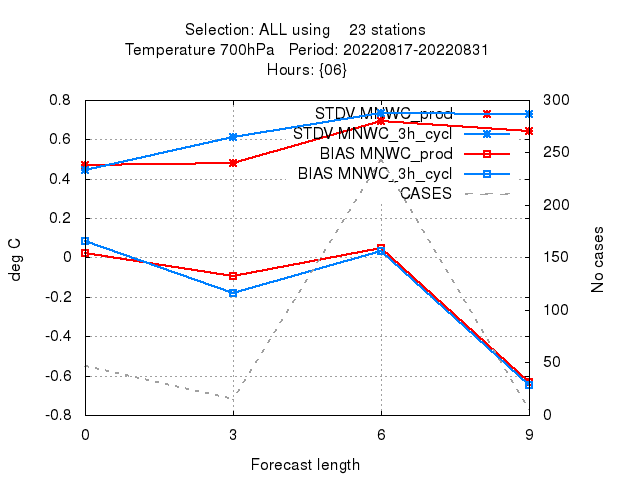 Selection: ALL using 23 stations
Temperature 700hPa Period: 20220817-20220831
Hours: {06}
STDV MNWC_prod
STDV MNWC_3h_cycl
BIAS MNWC_prod
BIAS MNWC_3h_cycl
CASES
deg C
0.8
0.6
0.4
0.2
0
-0.2
-0.4
-0.6
-0.8
300
250
200
150
100
50
0
No cases
0 3 6 9
Forecast length